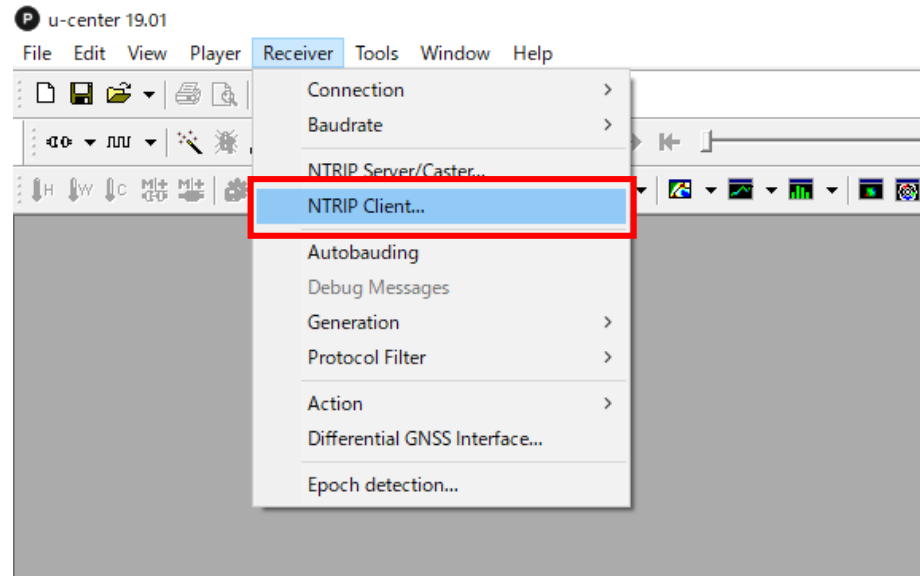 u-center 19.01
File Edit View Player Receiver Tools Window Help
Connection
Baudrate
NTRIP Server/Caster...
NTRIP Client...
Autobauding
Debug Messages
Generation
Protocol Filter
Action
Differential GNSS Interface...
Epoch detection...